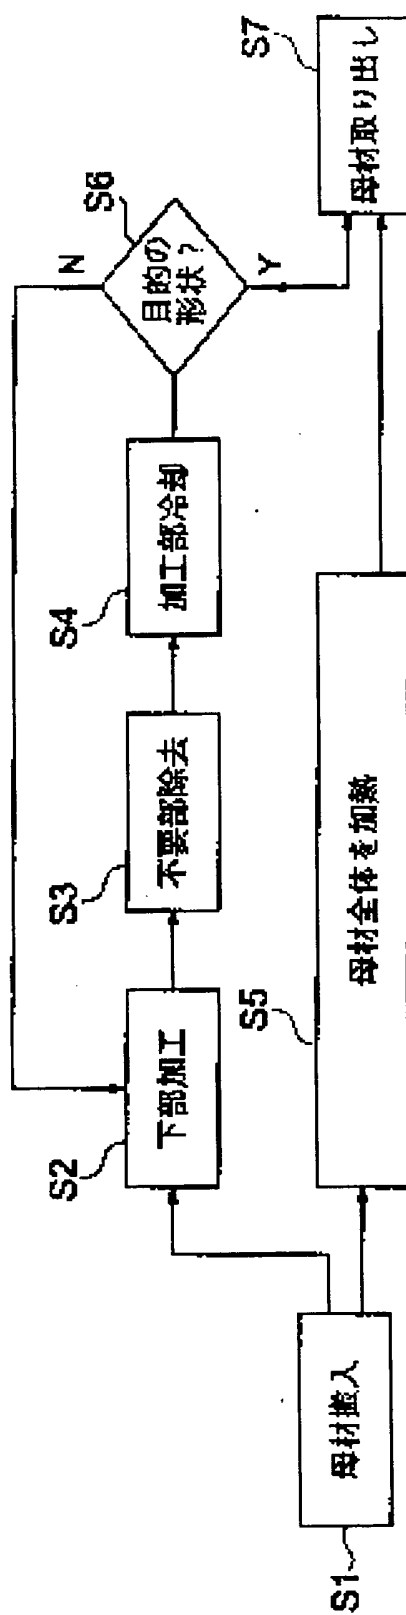 S1
母材搬入
S2
下部加工
S3
不要部除去
S4
加工部冷却
S5
母材全体を加熱
S6
目的の
形状？
N
Y
S7
母材取り出し